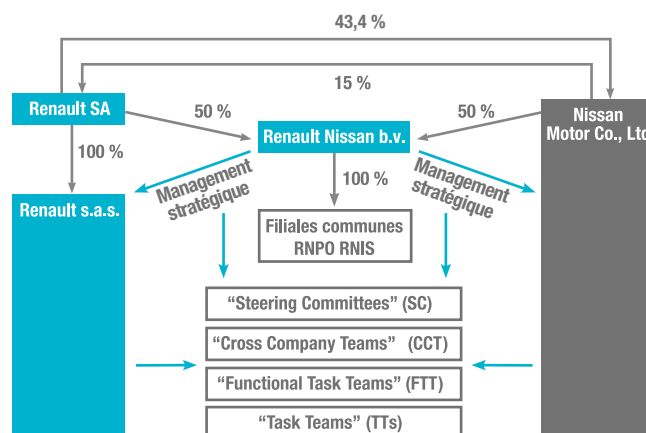 43,4 %
15 %
Renault SA
50 %
50 %
Nissan
Motor Co., Ltd
Renault Nissan b.v.
100 %
100 %
Management
stratégique
Management
stratégique
Renault s.a.s.
Filiales communes
RNPO RNIS
“Steering Committees” (SC)
“Cross Company Teams” (CCT)
“Functional Task Teams” (FTT)
“Task Teams” (TTs)